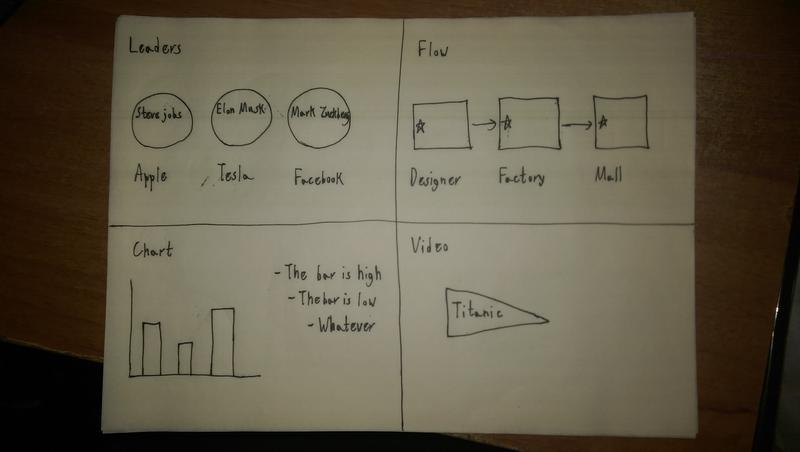 Leaders
Steve jobs
Elon Musk
Mark Zuckberg
Apple
Tesla
Facebook
Flow
Designer
Factory
Mall
Chart
- The bar is high
- The bar is low
- Whatever
Video
Titanic